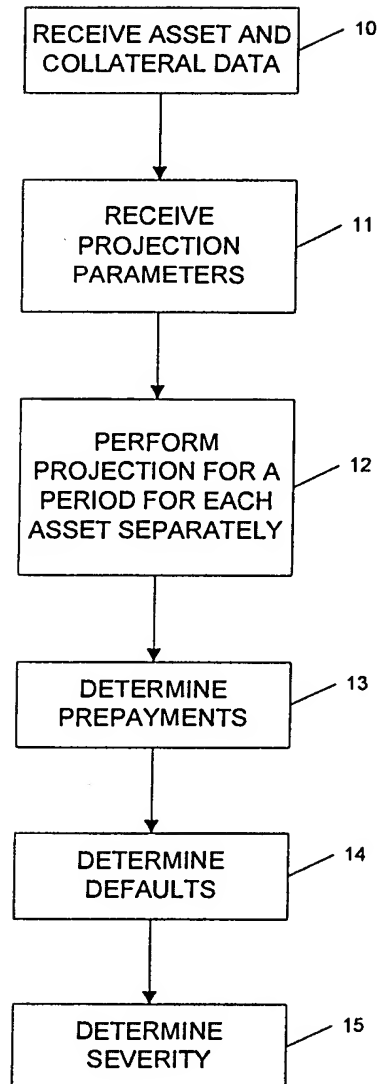 RECEIVE ASSET AND
COLLATERAL DATA
10
RECEIVE
PROJECTION
PARAMETERS
11
PERFORM
PROJECTION FOR A
PERIOD FOR EACH
ASSET SEPARATELY
12
DETERMINE
PREPAYMENTS
13
DETERMINE
DEFAULTS
14
DETERMINE
SEVERITY
15